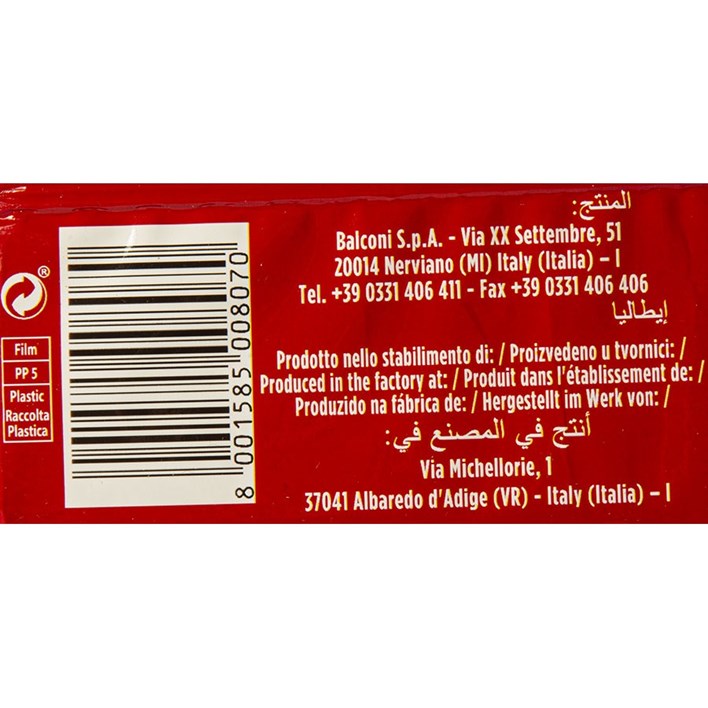 ®
Film
PP 5
Plastic
Raccolta
Plastica
8 001585 008070
المنتج:
Balconi S.p.A. - Via XX Settembre, 51
20014 Nerviano (MI) Italy (Italia) – I
Tel. +39 0331 406 411 - Fax +39 0331 406 406
إيطاليا
Prodotto nello stabilimento di: / Proizvedeno u tvornici: /
Produced in the factory at: / Produit dans l'établissement de: /
Produzido na fábrica de: / Hergestellt im Werk von: /
أنتج في المصنع في:
Via Michellorie, 1
37041 Albaredo d'Adige (VR) - Italy (Italia) – I